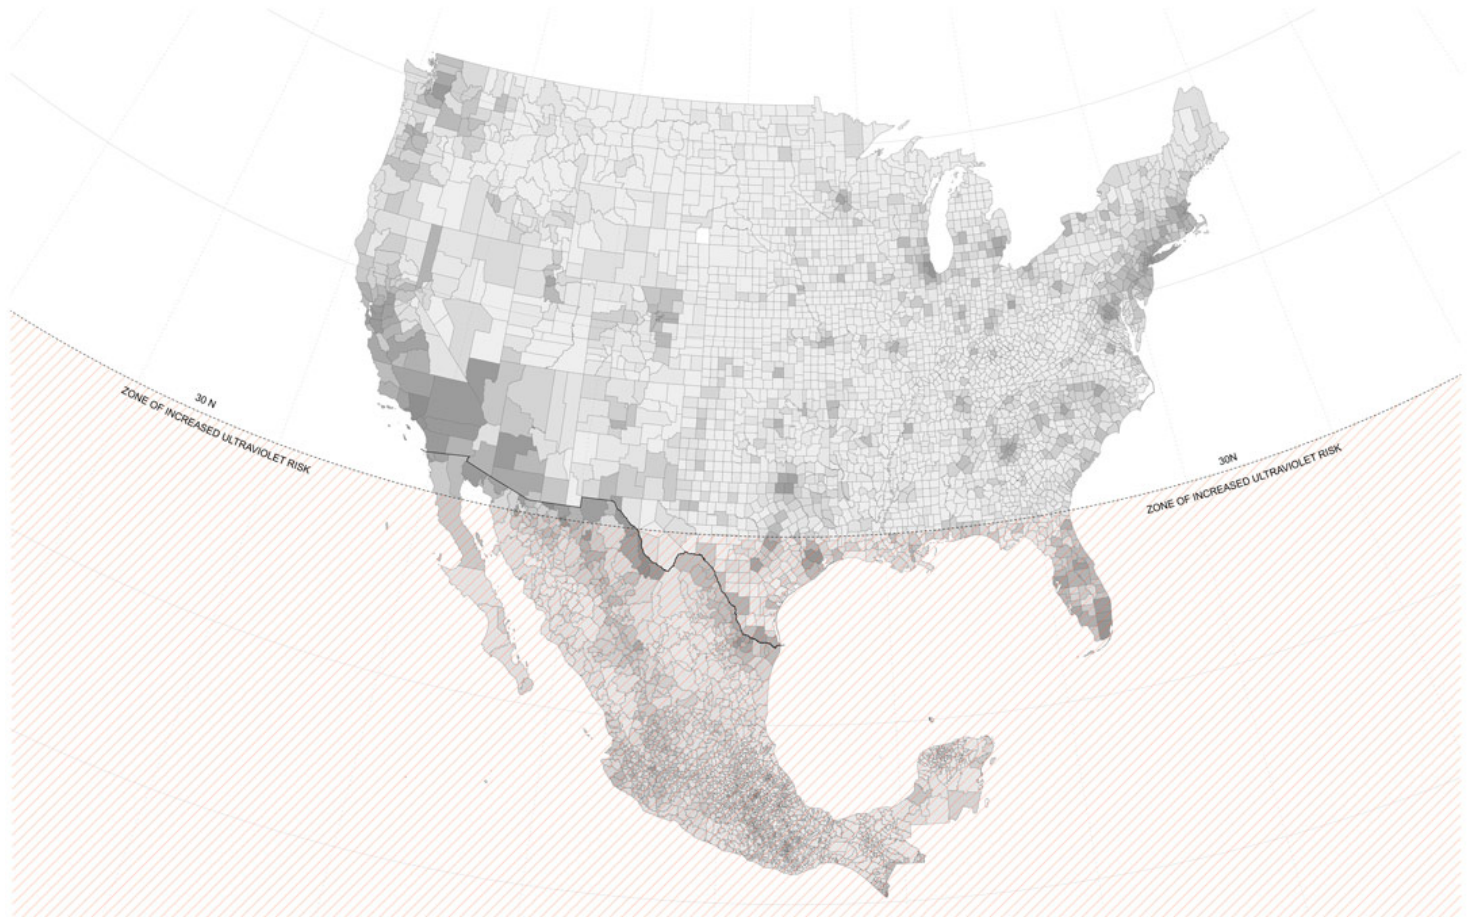 30 N
ZONE OF INCREASED ULTRAVIOLET RISK
30N
ZONE OF INCREASED ULTRAVIOLET RISK